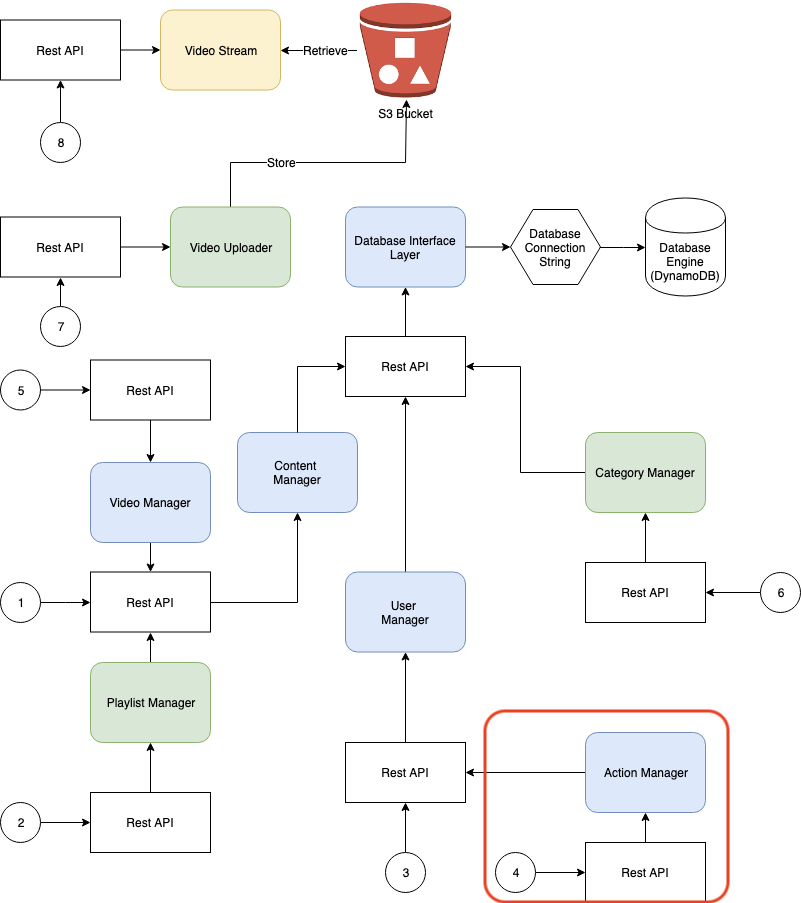 Rest API
Video Stream
Retrieve
S3 Bucket
8
Store
Rest API
Video Uploader
Database Interface
Layer
Database
Connection
String
Database
Engine
(DynamoDB)
7
Rest API
5
Rest API
Content
Manager
Category Manager
Video Manager
1
Rest API
User
Manager
Rest API
6
Playlist Manager
Rest API
Action Manager
2
Rest API
3
4
Rest API